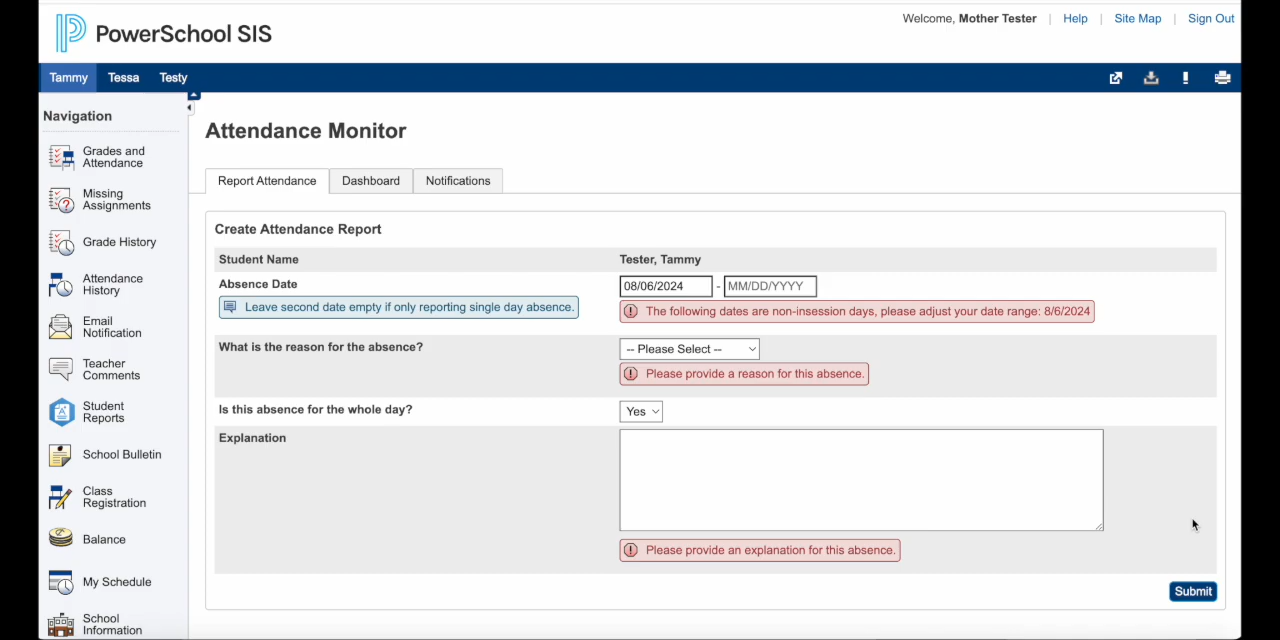 PowerSchool SIS
Welcome, Mother Tester | Help | Site Map | Sign Out
Tammy Tessa Testy
Navigation
Grades and
Attendance
Missing
Assignments
Grade History
Attendance
History
Email
Notification
Teacher
Comments
Student
Reports
School Bulletin
Class
Registration
Balance
My Schedule
School
Information
Attendance Monitor
Report Attendance Dashboard Notifications
Create Attendance Report
Student Name Tester, Tammy
Absence Date 08/06/2024 - MM/DD/YYYY
Leave second date empty if only reporting single day absence. The following dates are non-insession days, please adjust your date range: 8/6/2024
What is the reason for the absence? -- Please Select --
Please provide a reason for this absence.
Is this absence for the whole day? Yes
Explanation
Please provide an explanation for this absence.
Submit